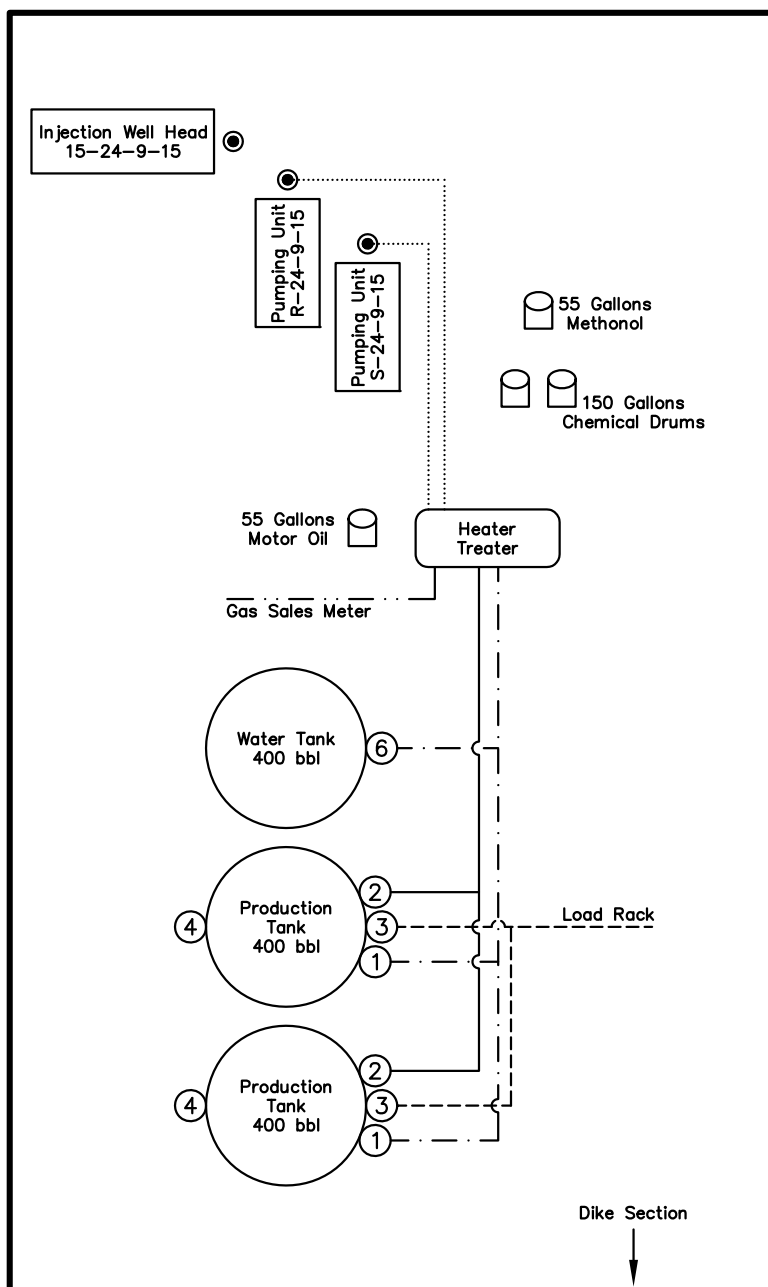 Injection Well Head
15-24-9-15
Pumping Unit
R-24-9-15
Pumping Unit
S-24-9-15
55 Gallons
Methonol
150 Gallons
Chemical Drums
55 Gallons
Motor Oil
Heater
Treater
Gas Sales Meter
Water Tank
400 bbl
6
2
Production
Tank
400 bbl
4
3
Load Rack
1
2
Production
Tank
400 bbl
4
3
1
Dike Section